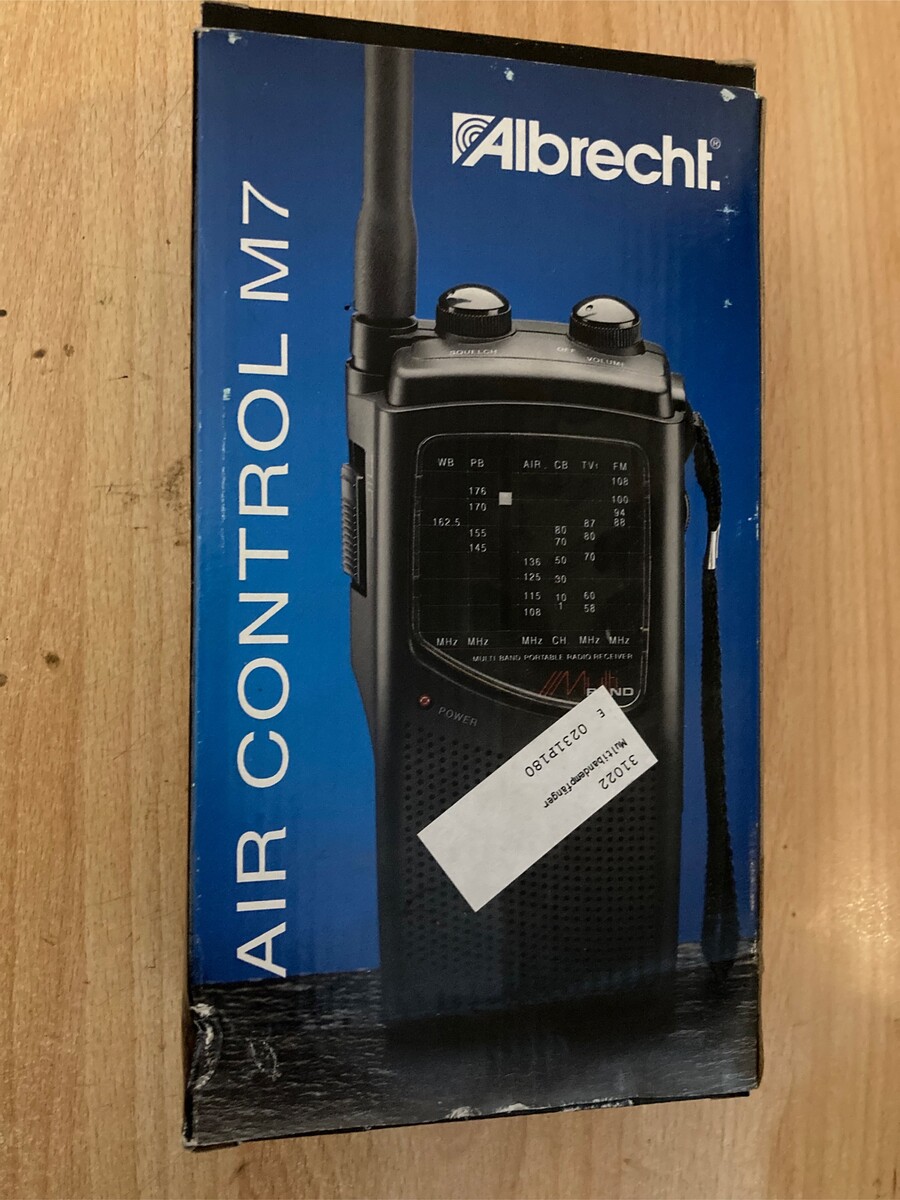 Albrecht.®
AIR CONTROL M7
SQUELCH
OFF VOLUME
WB PB AIR CB TV1 FM
108
176 100
170 94
162.5 87 88
155 80 80
145 70
136 50 70
125 30
115 10 60
108 1 58
MHz MHz MHz CH MHz MHz
MULTI BAND PORTABLE RADIO RECEIVER
Multi
BAND
POWER
31022
Multibandempfänger
0231P180
E